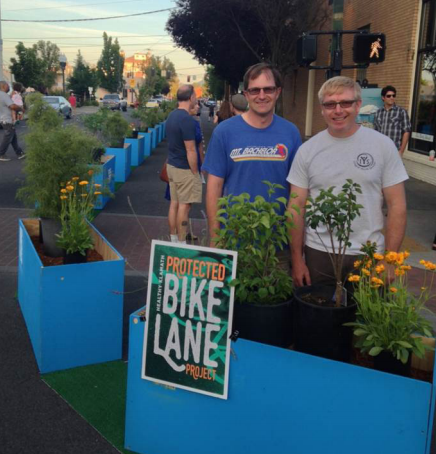 MT. BACHELOR
HEALTHY KLAMATH
PROTECTED
BIKE
LANE
PROJECT